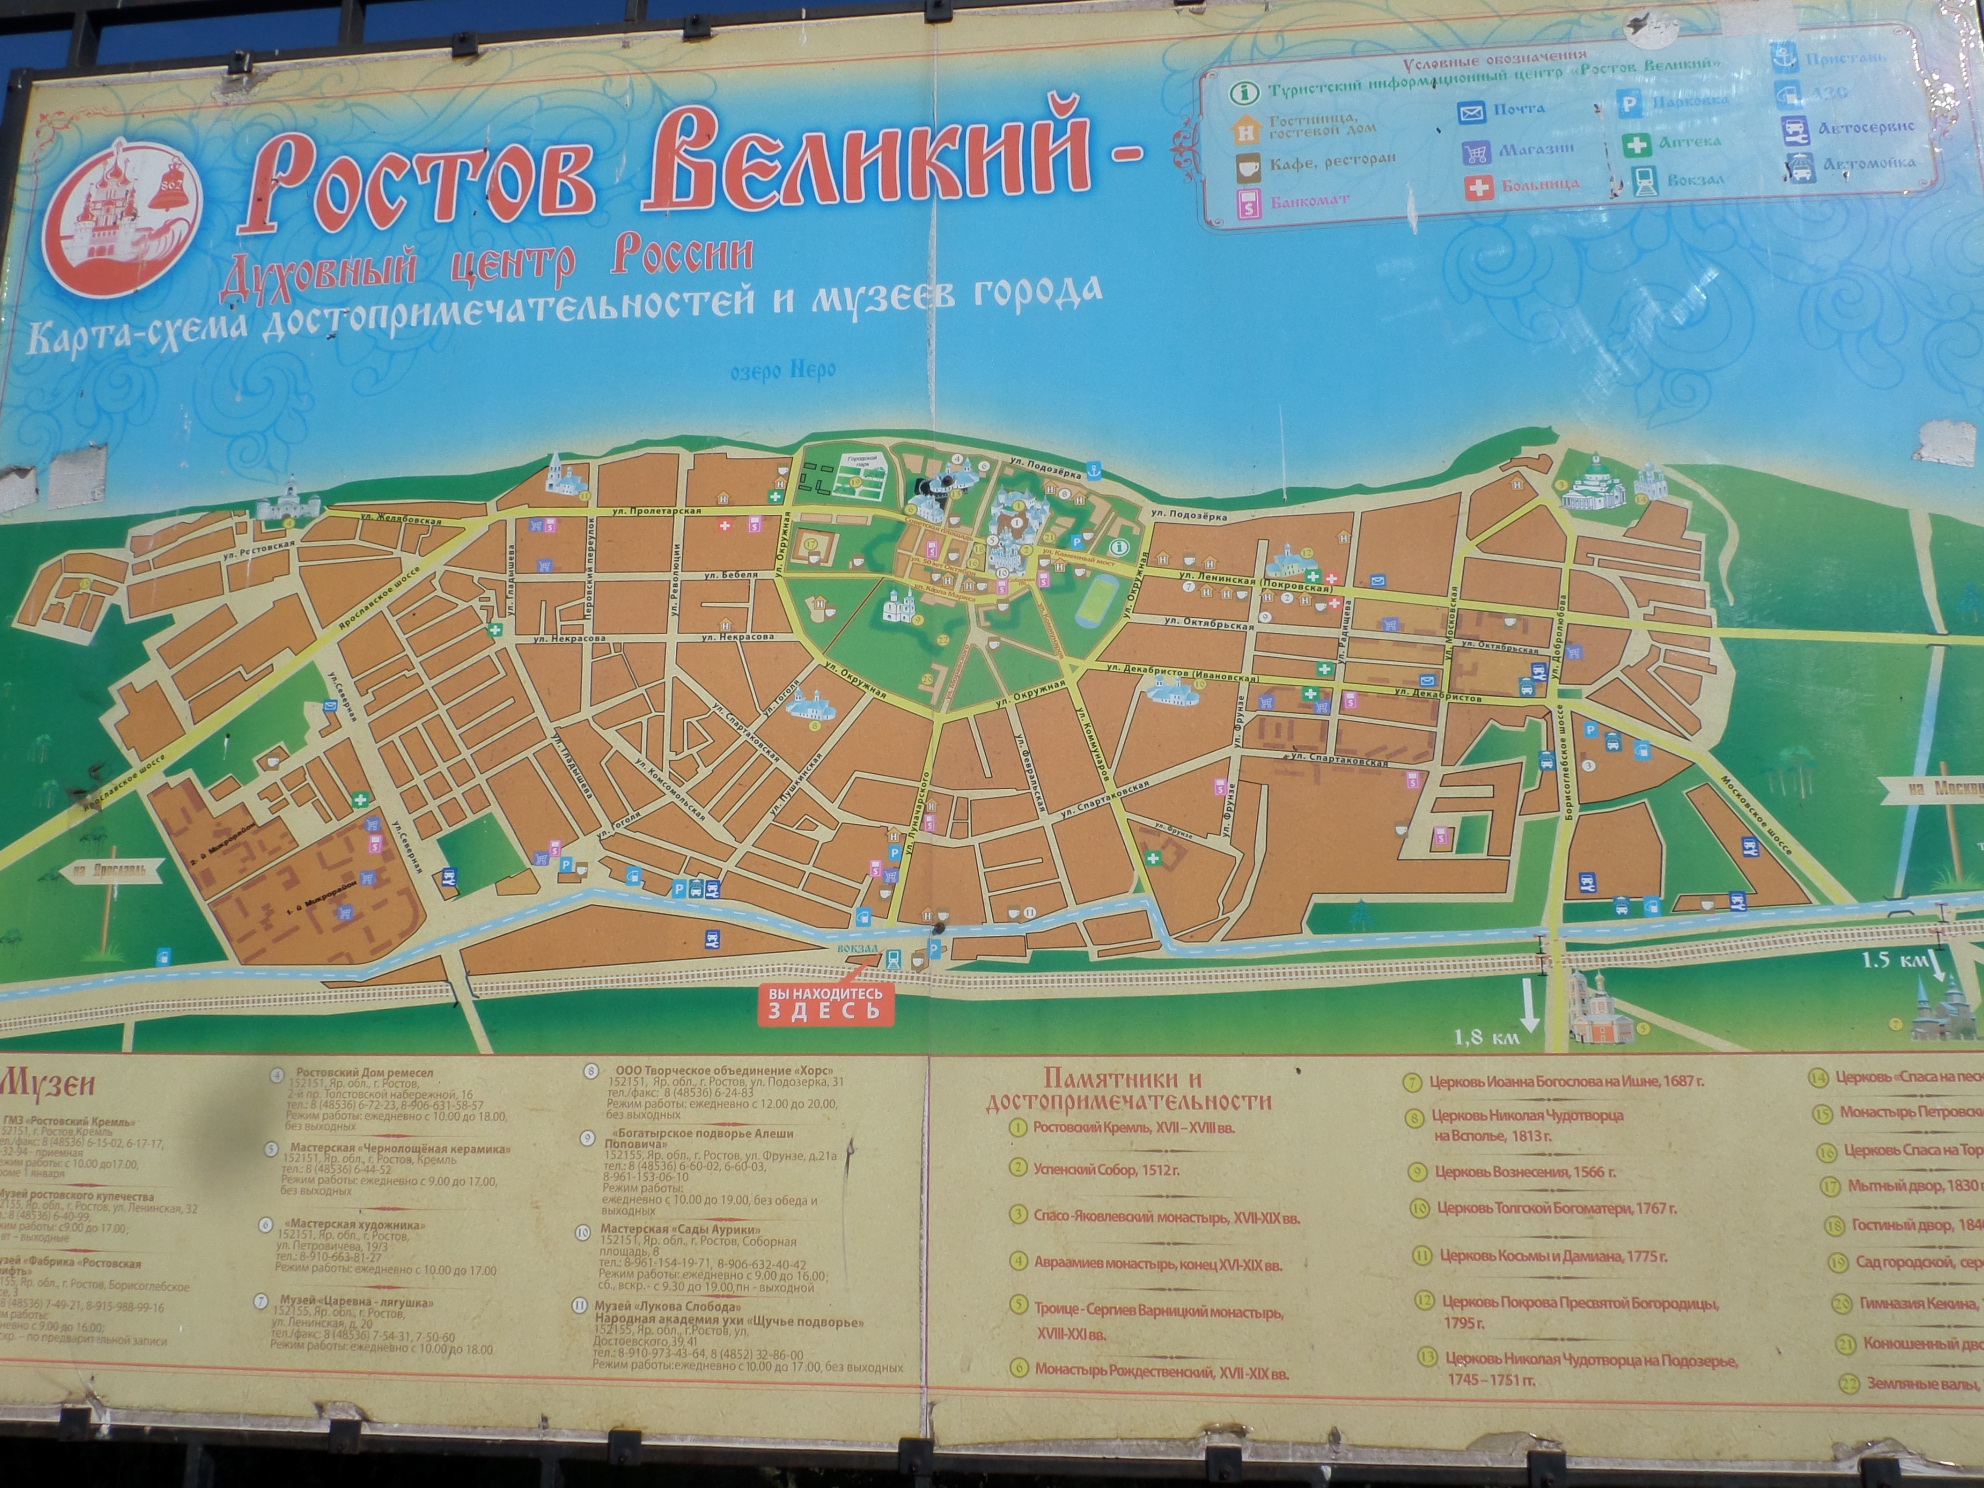 Ростов Великий -
Духовный центр России
Карта-схема достопримечательностей и музеев города
862
Условные обозначения
Туристский информационный центр «Ростов Великий»
Гостиница,
гостевой дом
Кафе, ресторан
Банкомат
Почта
Магазин
Больница
Парковка
Аптека
Вокзал
Пристань
АЗС
Автосервис
Автомойка
озеро Неро
Городской
парк
ул. Подозёрка
ул. Подозёрка
ул. Желябовская
ул. Пролетарская
ул. Ростовская
Ярославское шоссе
Ярославское шоссе
ул. Гладышева
Перовский переулок
ул. Революции
ул. Окружная
ул. Бебеля
ул. Некрасова
ул. Некрасова
ул. Каменный мост
ул. Карла Маркса
ул. Окружная
ул. Ленинская (Покровская)
ул. Октябрьская
ул. Октябрьская
ул. Радищева
ул. Московская
ул. Добролюбова
ул. Декабристов (Ивановская)
ул. Декабристов
ул. Окружная
ул. Окружная
ул. Северная
ул. Северная
ул. Гоголя
ул. Спартаковская
ул. Пушкинская
ул. Комсомольская
ул. Гладышева
ул. Гоголя
ул. Луначарского
ул. Февральская
ул. Коммунаров
ул. Спартаковская
ул. Спартаковская
ул. Фрунзе
ул. Фрунзе
ул. Фрунзе
Борисоглебское шоссе
Московское шоссе
2- й Микрорайон
1- й Микрорайон
на Ярославль
на Москву
вокзал
ВЫ НАХОДИТЕСЬ
ЗДЕСЬ
1,8 км
1.5 км
Музеи
ГМЗ «Ростовский Кремль»
152151, г. Ростов, Кремль
тел./факс: 8 (48536) 6-15-02, 6-17-17,
-32-94 - приемная
режим работы: с 10.00 до17.00,
кроме 1 января
Музей ростовского купечества
152155, Яр. обл., г. Ростов, ул. Ленинская, 32
8 (48536) 6-40-99,
режим работы: с9.00 до 17.00;
вт – выходные
Музей «Фабрика «Ростовская
финифть»
155, Яр. обл., г. Ростов, Борисоглебское
3
8 (48536) 7-49-21, 8-915-988-99-16
работы:
с 9.00 до 16.00;
вскр. – по предварительной записи
4 Ростовский Дом ремесел
152151, Яр. обл., г. Ростов,
2-й пр. Толстовской набережной, 16
тел.: 8 (48536) 6-72-23, 8-906-631-58-57
Режим работы: ежедневно с 10.00 до 18.00.
без выходных
5 Мастерская «Чернолощёная керамика»
152151, Яр. обл., г. Ростов, Кремль
тел.: 8 (48536) 6-44-52
Режим работы: ежедневно с 9.00 до 17.00,
без выходных
6 «Мастерская художника»
152151, Яр. обл., г. Ростов,
ул. Петровичева, 19/3
тел.: 8-910-663-81-27
Режим работы: ежедневно с 10.00 до 17.00
7 Музей «Царевна - лягушка»
152155, Яр. обл., г. Ростов,
ул. Ленинская, д. 20
тел./факс: 8 (48536) 7-54-31, 7-50-60
Режим работы: ежедневно с 10.00 до 18.00
8 ООО Творческое объединение «Хорс»
152151, Яр. обл., г. Ростов, ул. Подозерка, 31
тел./факс: 8 (48536) 6-24-83
Режим работы: ежедневно с 12.00 до 20.00,
без выходных
9 «Богатырское подворье Алеши
Поповича»
152155, Яр. обл., г. Ростов, ул. Фрунзе, д.21а
тел.: 8 (48536) 6-60-02, 6-60-03,
8-961-153-06-10
Режим работы:
ежедневно с 10.00 до 19.00, без обеда и
выходных
10 Мастерская «Сады Аурики»
152151, Яр. обл., г. Ростов, Соборная
площадь, 8
тел.: 8-961-154-19-71, 8-906-632-40-42
Режим работы: ежедневно с 9.00 до 16.00;
сб., вскр.- с 9.30 до 19.00,пн - выходной
11 Музей «Лукова Слобода»
Народная академия ухи «Щучье подворье»
152155, Яр. обл., г.Ростов, ул.
Достоевского,39,41
тел.: 8-910-973-43-64, 8 (4852) 32-86-00
Режим работы:ежедневно с 10.00 до 17.00, без выходных
Памятники и
достопримечательности
1 Ростовский Кремль, XVII – XVIII вв.
2 Успенский Собор, 1512 г.
3 Спасо -Яковлевский монастырь, XVII-XIX вв.
4 Авраамиев монастырь, конец XVI-XIX вв.
5 Троице - Сергиев Варницкий монастырь,
XVIII-XXI вв.
6 Монастырь Рождественский, XVII -XIX вв.
7 Церковь Иоанна Богослова на Ишне, 1687 г.
8 Церковь Николая Чудотворца
на Всполье, 1813 г.
9 Церковь Вознесения, 1566 г.
10 Церковь Толгской Богоматери, 1767 г.
11 Церковь Косьмы и Дамиана, 1775 г.
12 Церковь Покрова Пресвятой Богородицы,
1795 г.
13 Церковь Николая Чудотворца на Подозерье,
1745 – 1751 гг.
14 Церковь «Спаса на песк
15 Монастырь Петровск
16 Церковь Спаса на Тор
17 Мытный двор, 1830 г
18 Гостиный двор, 184
19 Сад городской, сер
20 Гимназия Кекина,
21 Конюшенный дво
22 Земляные валы,